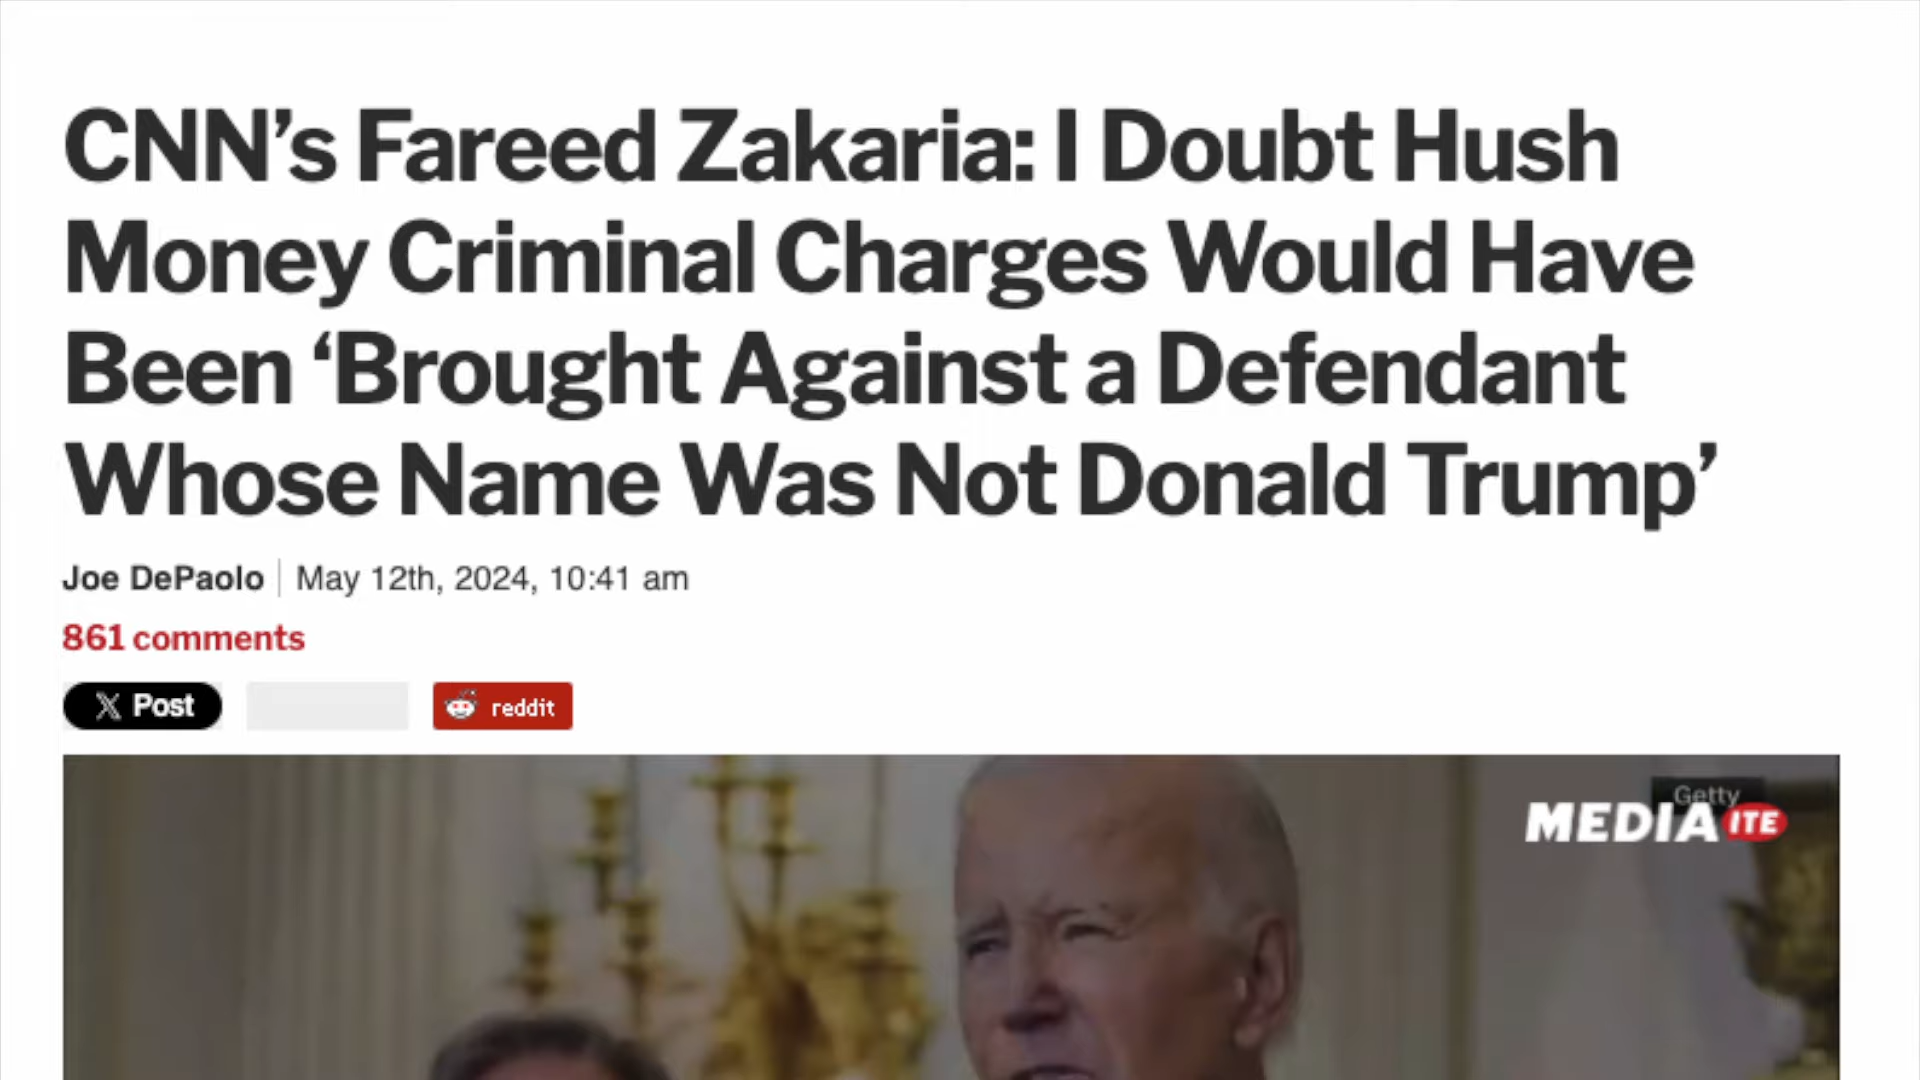 CNN’s Fareed Zakaria: I Doubt Hush
Money Criminal Charges Would Have
Been ‘Brought Against a Defendant
Whose Name Was Not Donald Trump’
Joe DePaolo | May 12th, 2024, 10:41 am
861 comments
X Post
reddit
Getty
MEDIAITE